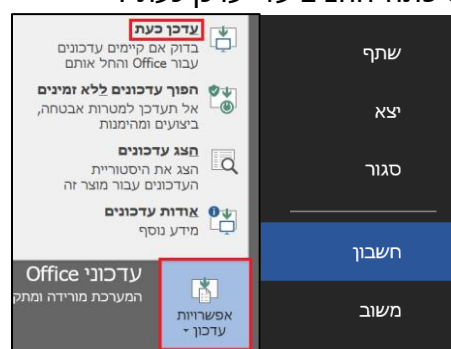 עדכן כעת
בדוק אם קיימים עדכונים
עבור Office והחל אותם
הפוך עדכונים ללא זמינים
אל תעדכן למטרות אבטחה,
ביצועים ומהימנות
הצג עדכונים
הצג את היסטוריית
העדכונים עבור מוצר זה
אודות עדכונים
מידע נוסף
שתף
יצא
סגור
חשבון
משוב
עדכוני Office
המערכת מורידה ומתק
אפשרויות
עדכון